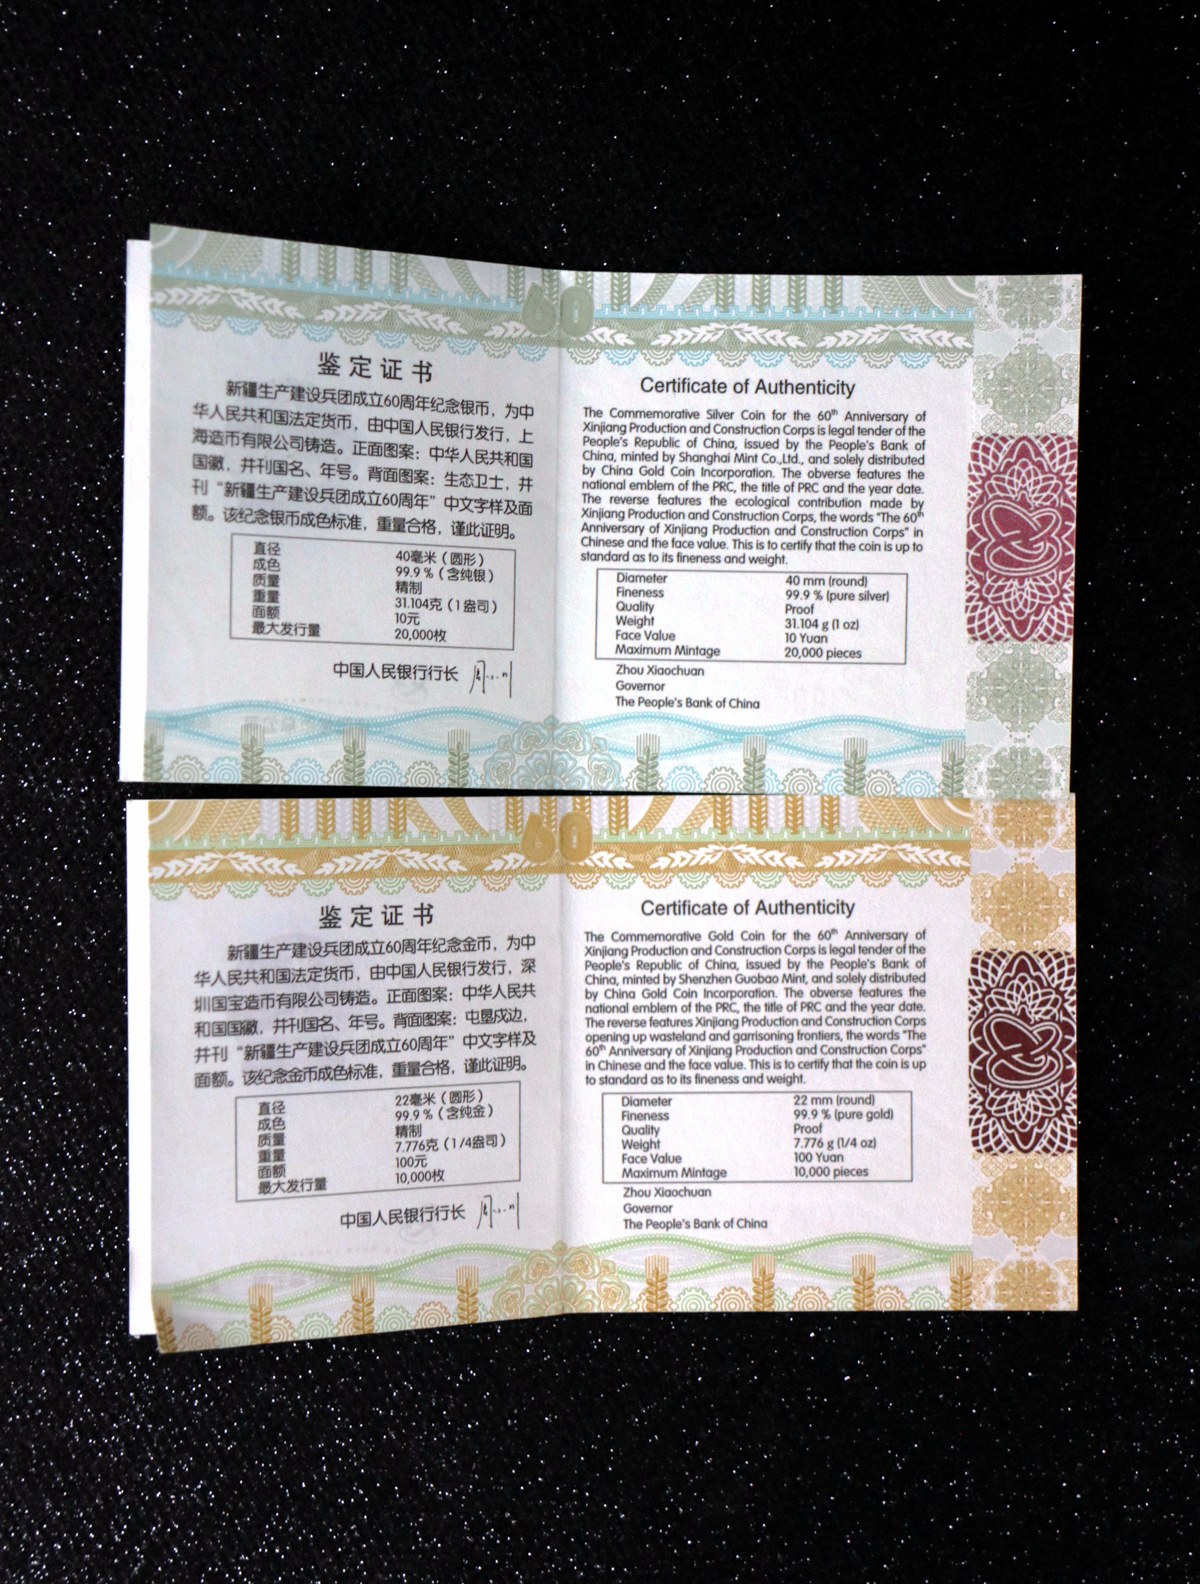 60
鉴定证书
新疆生产建设兵团成立60周年纪念银币，为中
华人民共和国法定货币，由中国人民银行发行，上
海造币有限公司铸造。正面图案：中华人民共和国
国徽，并刊国名、年号。背面图案：生态卫士，并
刊“新疆生产建设兵团成立60周年”中文字样及面
额。该纪念银币成色标准，重量合格，谨此证明。
直径 40毫米（圆形）
成色 99.9％（含纯银）
质量 精制
重量 31.104克（1盎司）
面额 10元
最大发行量 20,000枚
中国人民银行行长
Certificate of Authenticity
The Commemorative Silver Coin for the 60th Anniversary of
Xinjiang Production and Construction Corps is legal tender of the
People's Republic of China, issued by the People's Bank of
China, minted by Shanghai Mint Co.,Ltd., and solely distributed
by China Gold Coin Incorporation. The obverse features the
national emblem of the PRC, the title of PRC and the year date.
The reverse features the ecological contribution made by
Xinjiang Production and Construction Corps, the words "The 60th
Anniversary of Xinjiang Production and Construction Corps" in
Chinese and the face value. This is to certify that the coin is up to
standard as to its fineness and weight.
Diameter 40 mm (round)
Fineness 99.9 % (pure silver)
Quality Proof
Weight 31.104 g (1 oz)
Face Value 10 Yuan
Maximum Mintage 20,000 pieces
Zhou Xiaochuan
Governor
The People's Bank of China
60
鉴定证书
新疆生产建设兵团成立60周年纪念金币，为中
华人民共和国法定货币，由中国人民银行发行，深
圳国宝造币有限公司铸造。正面图案：中华人民共
和国国徽，并刊国名、年号。背面图案：屯垦戍边，
并刊“新疆生产建设兵团成立60周年”中文字样及
面额。该纪念金币成色标准，重量合格，谨此证明。
直径 22毫米（圆形）
成色 99.9％（含纯金）
质量 精制
重量 7.776克（1/4盎司）
面额 100元
最大发行量 10,000枚
中国人民银行行长
Certificate of Authenticity
The Commemorative Gold Coin for the 60th Anniversary of
Xinjiang Production and Construction Corps is legal tender of the
People's Republic of China, issued by the People's Bank of
China, minted by Shenzhen Guobao Mint, and solely distributed
by China Gold Coin Incorporation. The obverse features the
national emblem of the PRC, the title of PRC and the year date.
The reverse features Xinjiang Production and Construction Corps
opening up wasteland and garrisoning frontiers, the words "The
60th Anniversary of Xinjiang Production and Construction Corps"
in Chinese and the face value. This is to certify that the coin is up
to standard as to its fineness and weight.
Diameter 22 mm (round)
Fineness 99.9 % (pure gold)
Quality Proof
Weight 7.776 g (1/4 oz)
Face Value 100 Yuan
Maximum Mintage 10,000 pieces
Zhou Xiaochuan
Governor
The People's Bank of China